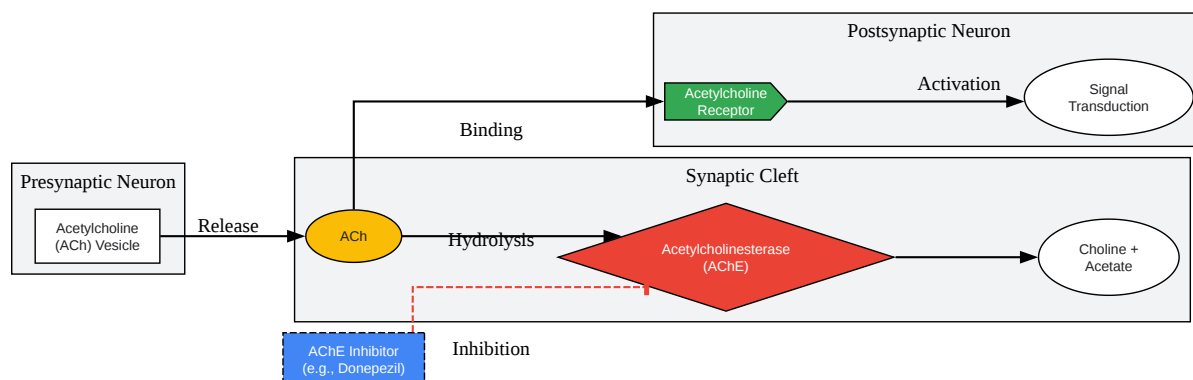 Postsynaptic Neuron
Acetylcholine
Receptor
Activation
Signal
Transduction
Binding
Presynaptic Neuron
Acetylcholine
(ACh) Vesicle
Release
Synaptic Cleft
ACh
Hydrolysis
Acetylcholinesterase
(AChE)
Choline +
Acetate
AChE Inhibitor
(e.g., Donepezil)
Inhibition